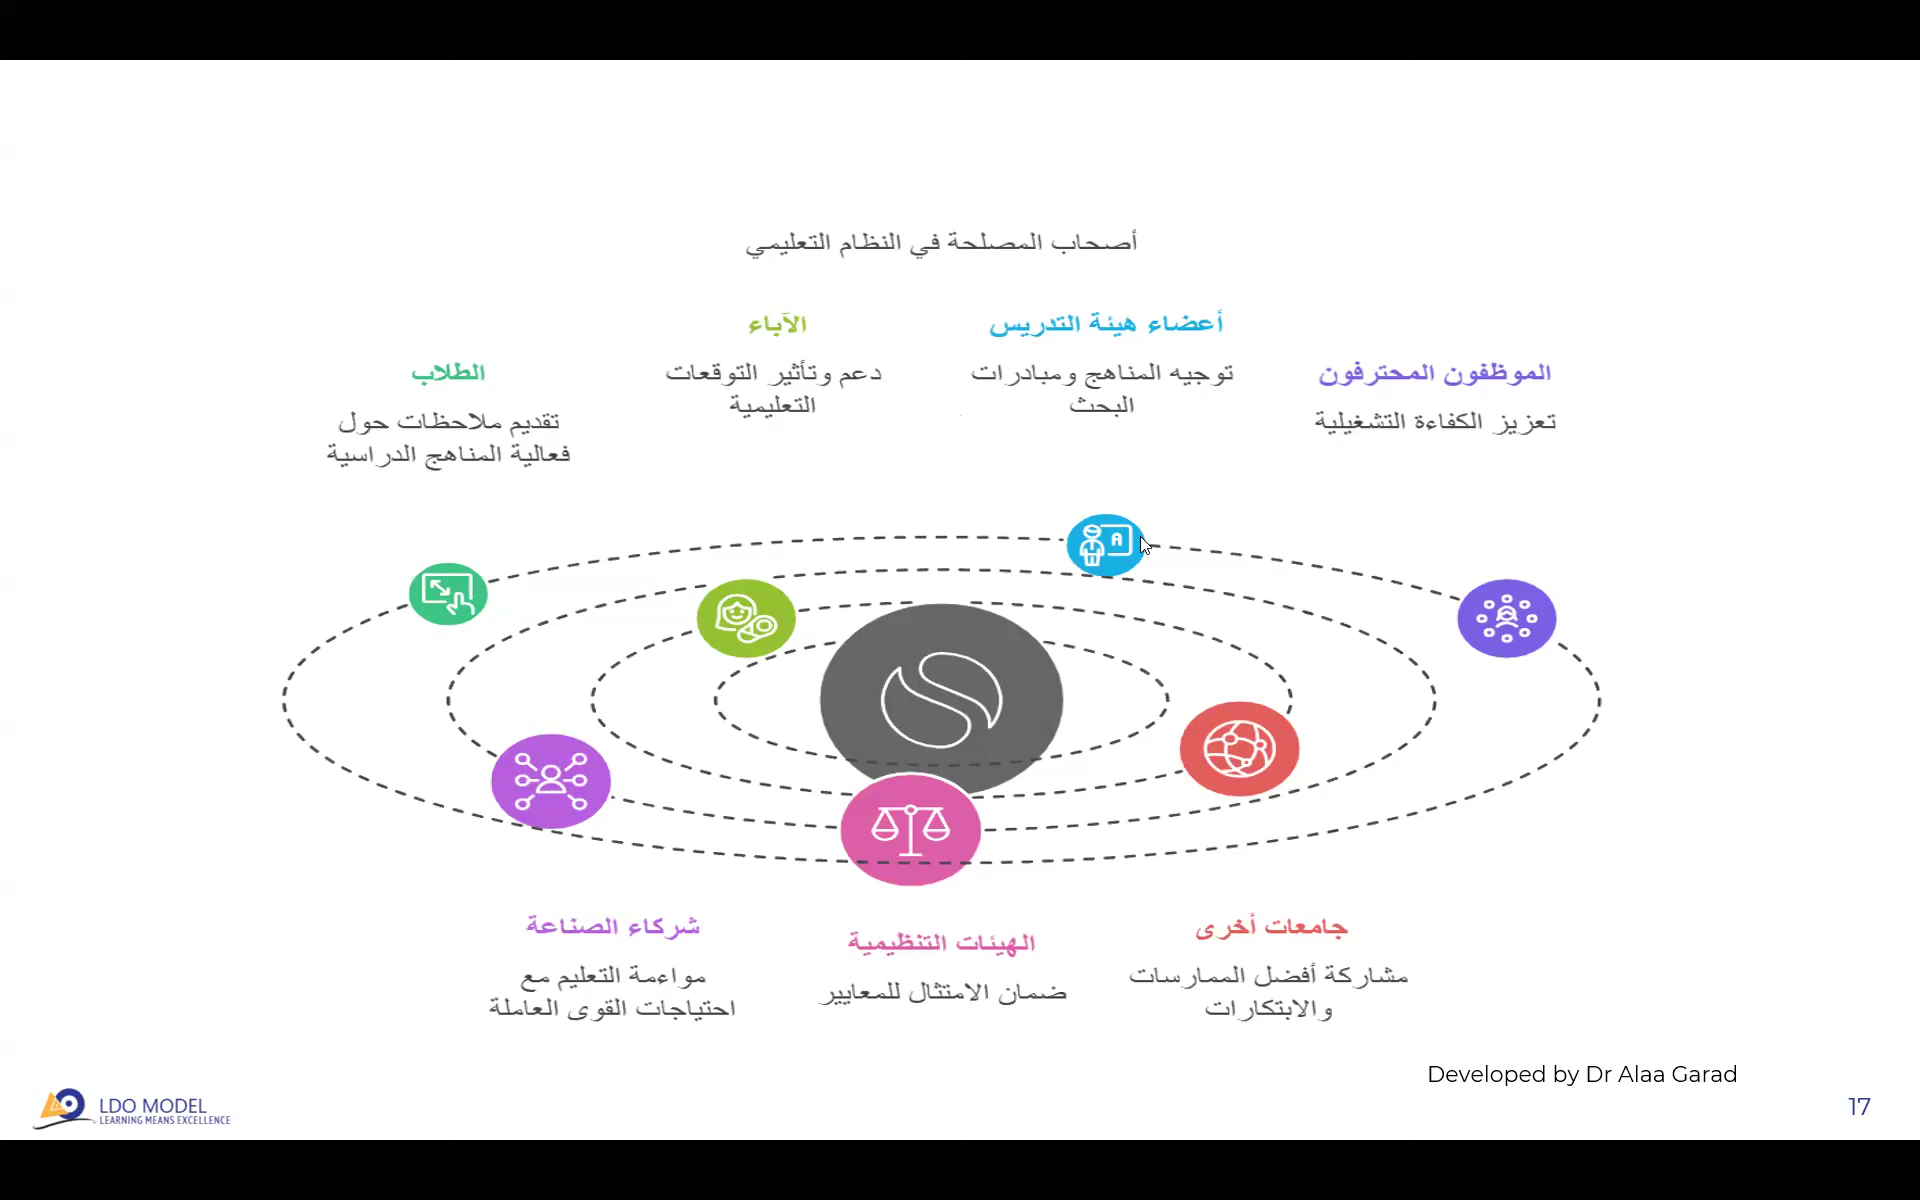 أصحاب المصلحة في النظام التعليمي
الموظفون المحترفون
تعزيز الكفاءة التشغيلية
أعضاء هيئة التدريس
توجيه المناهج ومبادرات
البحث
الآباء
دعم وتأثير التوقعات
التعليمية
الطلاب
تقديم ملاحظات حول
فعالية المناهج الدراسية
A
جامعات أخرى
مشاركة أفضل الممارسات
والابتكارات
الهيئات التنظيمية
ضمان الامتثال للمعايير
شركاء الصناعة
مواءمة التعليم مع
احتياجات القوى العاملة
Developed by Dr Alaa Garad
LDO MODEL
LEARNING MEANS EXCELLENCE
17